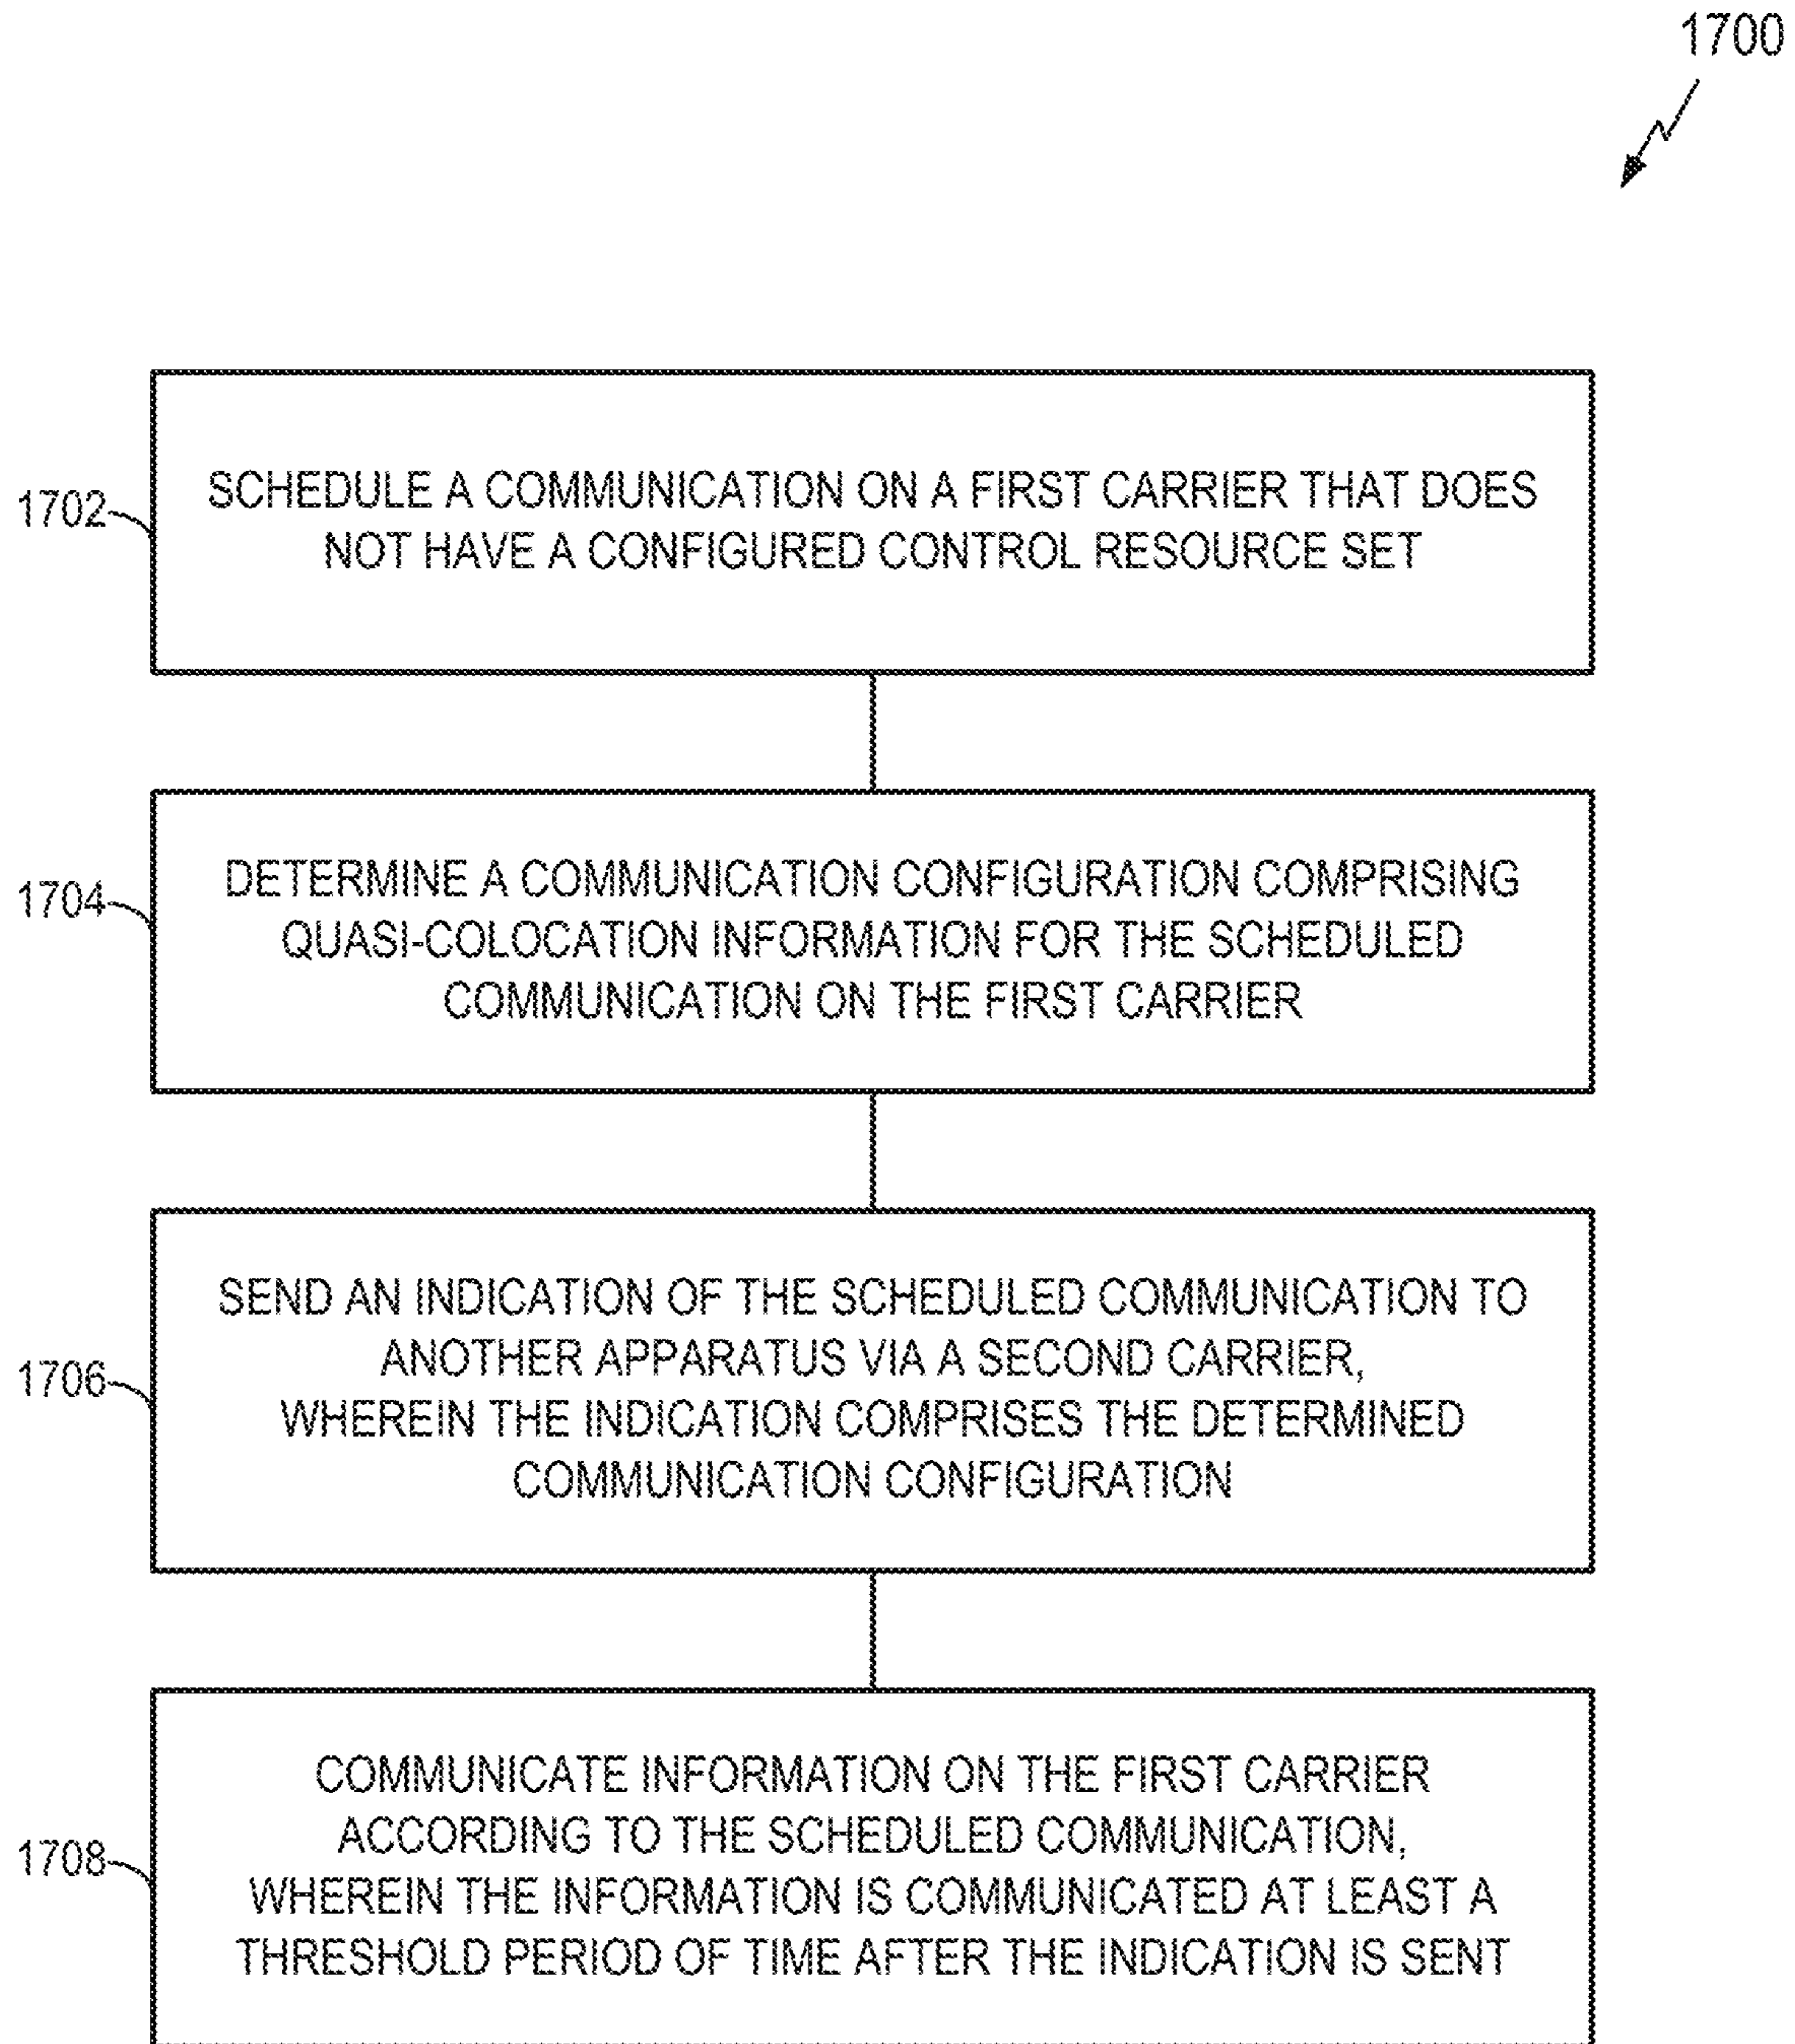 1700
1702
SCHEDULE A COMMUNICATION ON A FIRST CARRIER THAT DOES
NOT HAVE A CONFIGURED CONTROL RESOURCE SET
1704
DETERMINE A COMMUNICATION CONFIGURATION COMPRISING
QUASI-COLOCATION INFORMATION FOR THE SCHEDULED
COMMUNICATION ON THE FIRST CARRIER
1706
SEND AN INDICATION OF THE SCHEDULED COMMUNICATION TO
ANOTHER APPARATUS VIA A SECOND CARRIER,
WHEREIN THE INDICATION COMPRISES THE DETERMINED
COMMUNICATION CONFIGURATION
1708
COMMUNICATE INFORMATION ON THE FIRST CARRIER
ACCORDING TO THE SCHEDULED COMMUNICATION,
WHEREIN THE INFORMATION IS COMMUNICATED AT LEAST A
THRESHOLD PERIOD OF TIME AFTER THE INDICATION IS SENT